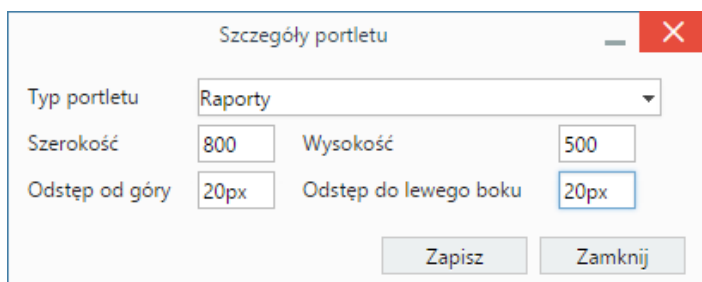 Szczegóły portletu
Typ portletu Raporty
Szerokość 800 Wysokość 500
Odstęp od góry 20px Odstęp do lewego boku 20px
Zapisz Zamknij